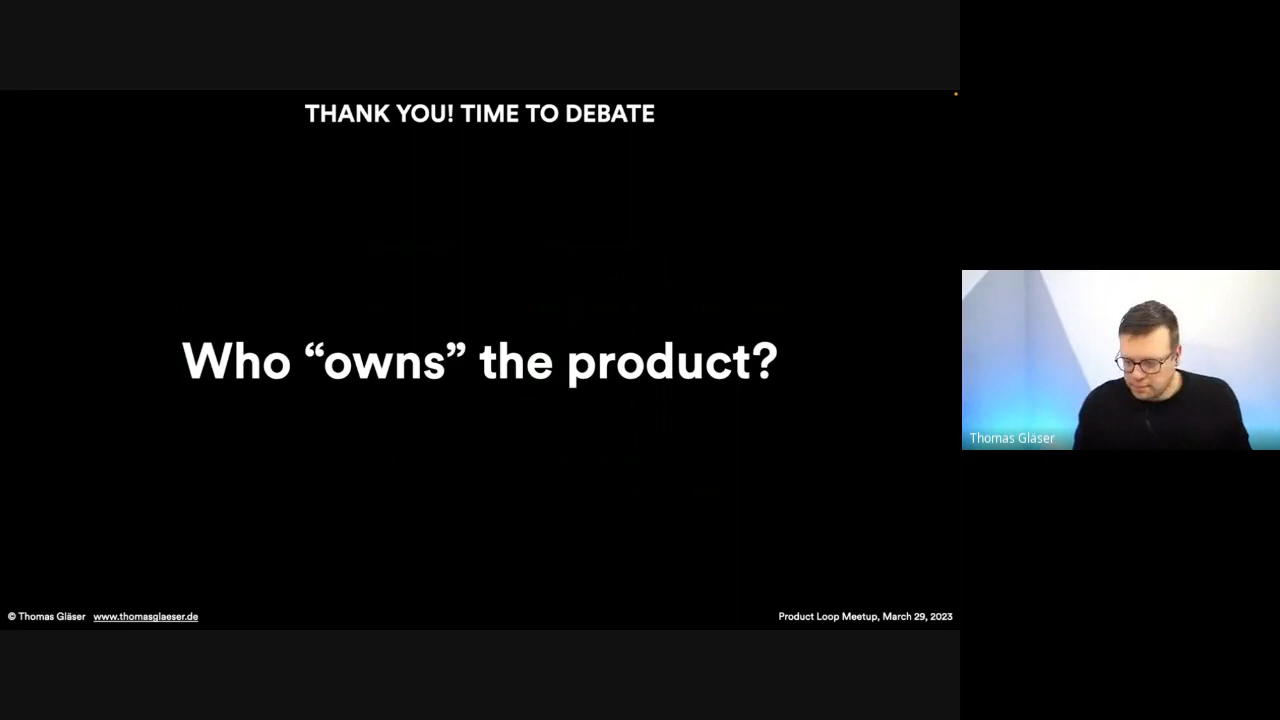 THANK YOU! TIME TO DEBATE
Who “owns” the product?
Thomas Gläser
© Thomas Gläser www.thomasglaeser.de
Product Loop Meetup, March 29, 2023